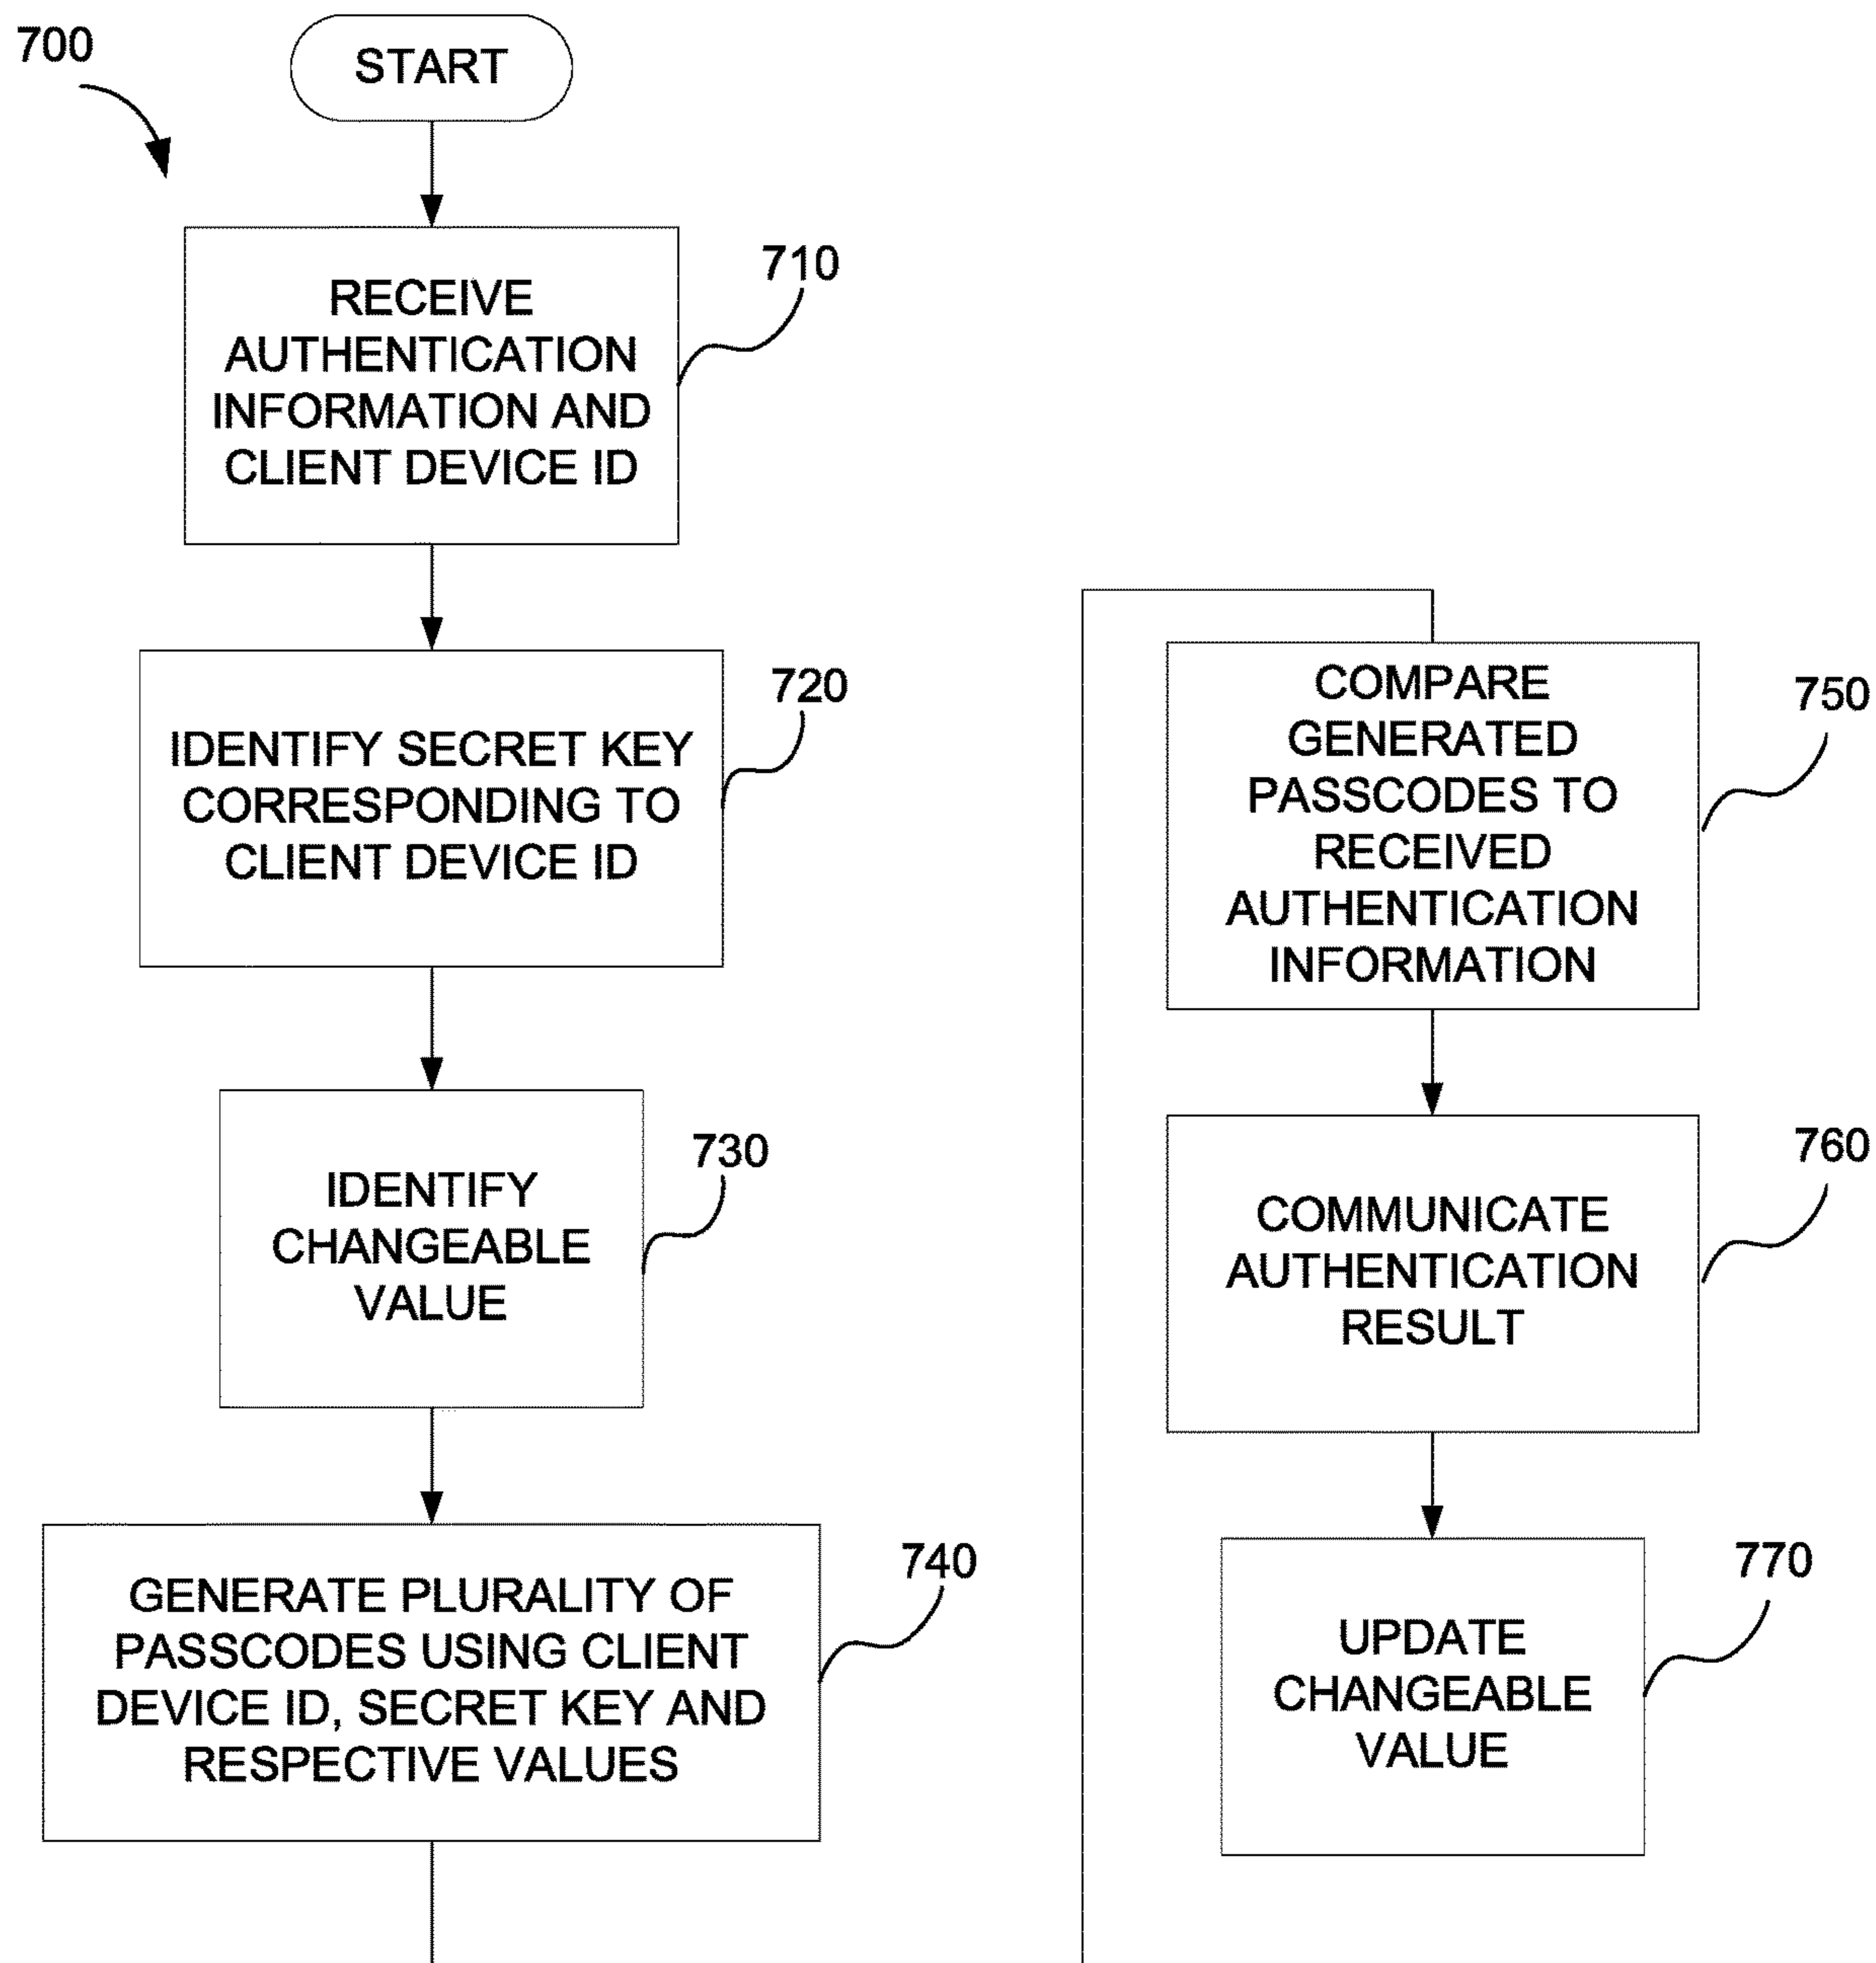 700
START
710
RECEIVE
AUTHENTICATION
INFORMATION AND
CLIENT DEVICE ID
720
IDENTIFY SECRET KEY
CORRESPONDING TO
CLIENT DEVICE ID
730
IDENTIFY
CHANGEABLE
VALUE
740
GENERATE PLURALITY OF
PASSCODES USING CLIENT
DEVICE ID, SECRET KEY AND
RESPECTIVE VALUES
750
COMPARE
GENERATED
PASSCODES TO
RECEIVED
AUTHENTICATION
INFORMATION
760
COMMUNICATE
AUTHENTICATION
RESULT
770
UPDATE
CHANGEABLE
VALUE